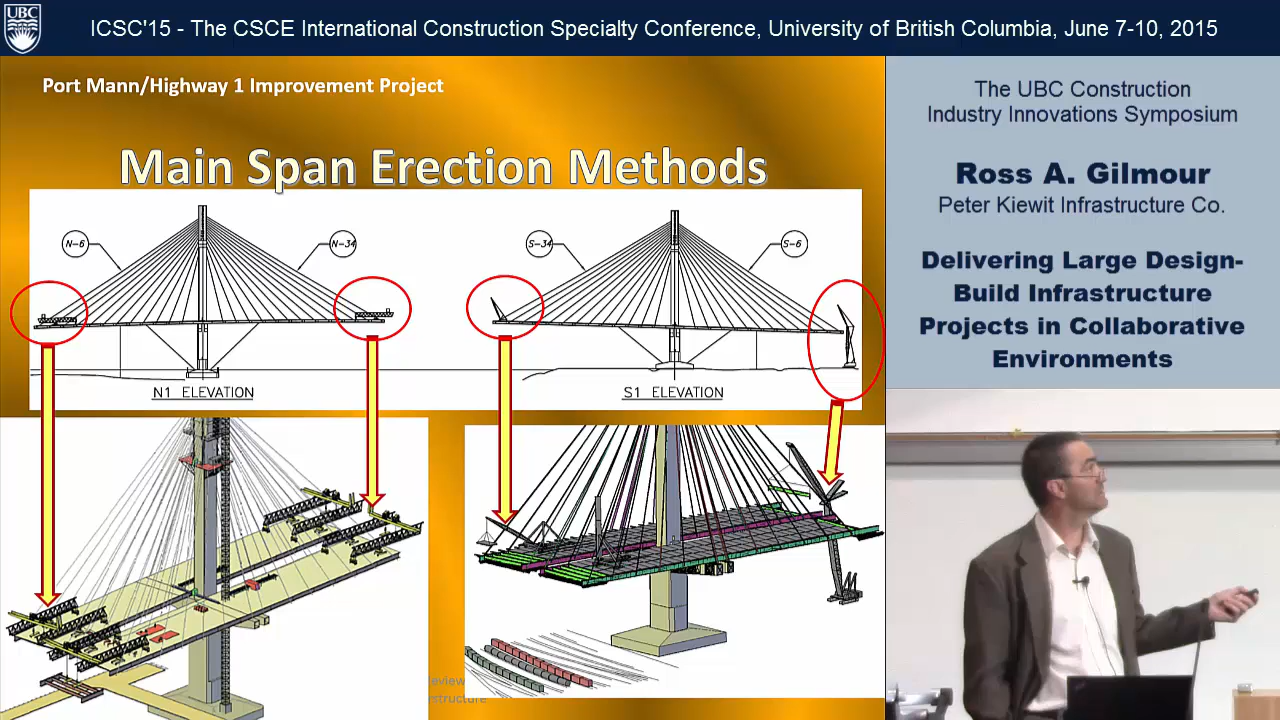 UBC
ICSC'15 - The CSCE International Construction Specialty Conference, University of British Columbia, June 7-10, 2015
Port Mann/Highway 1 Improvement Project
Main Span Erection Methods
N-6
N-34
S-34
S-6
N1 ELEVATION
S1 ELEVATION
The UBC Construction
Industry Innovations Symposium
Ross A. Gilmour
Peter Kiewit Infrastructure Co.
Delivering Large Design-
Build Infrastructure
Projects in Collaborative
Environments